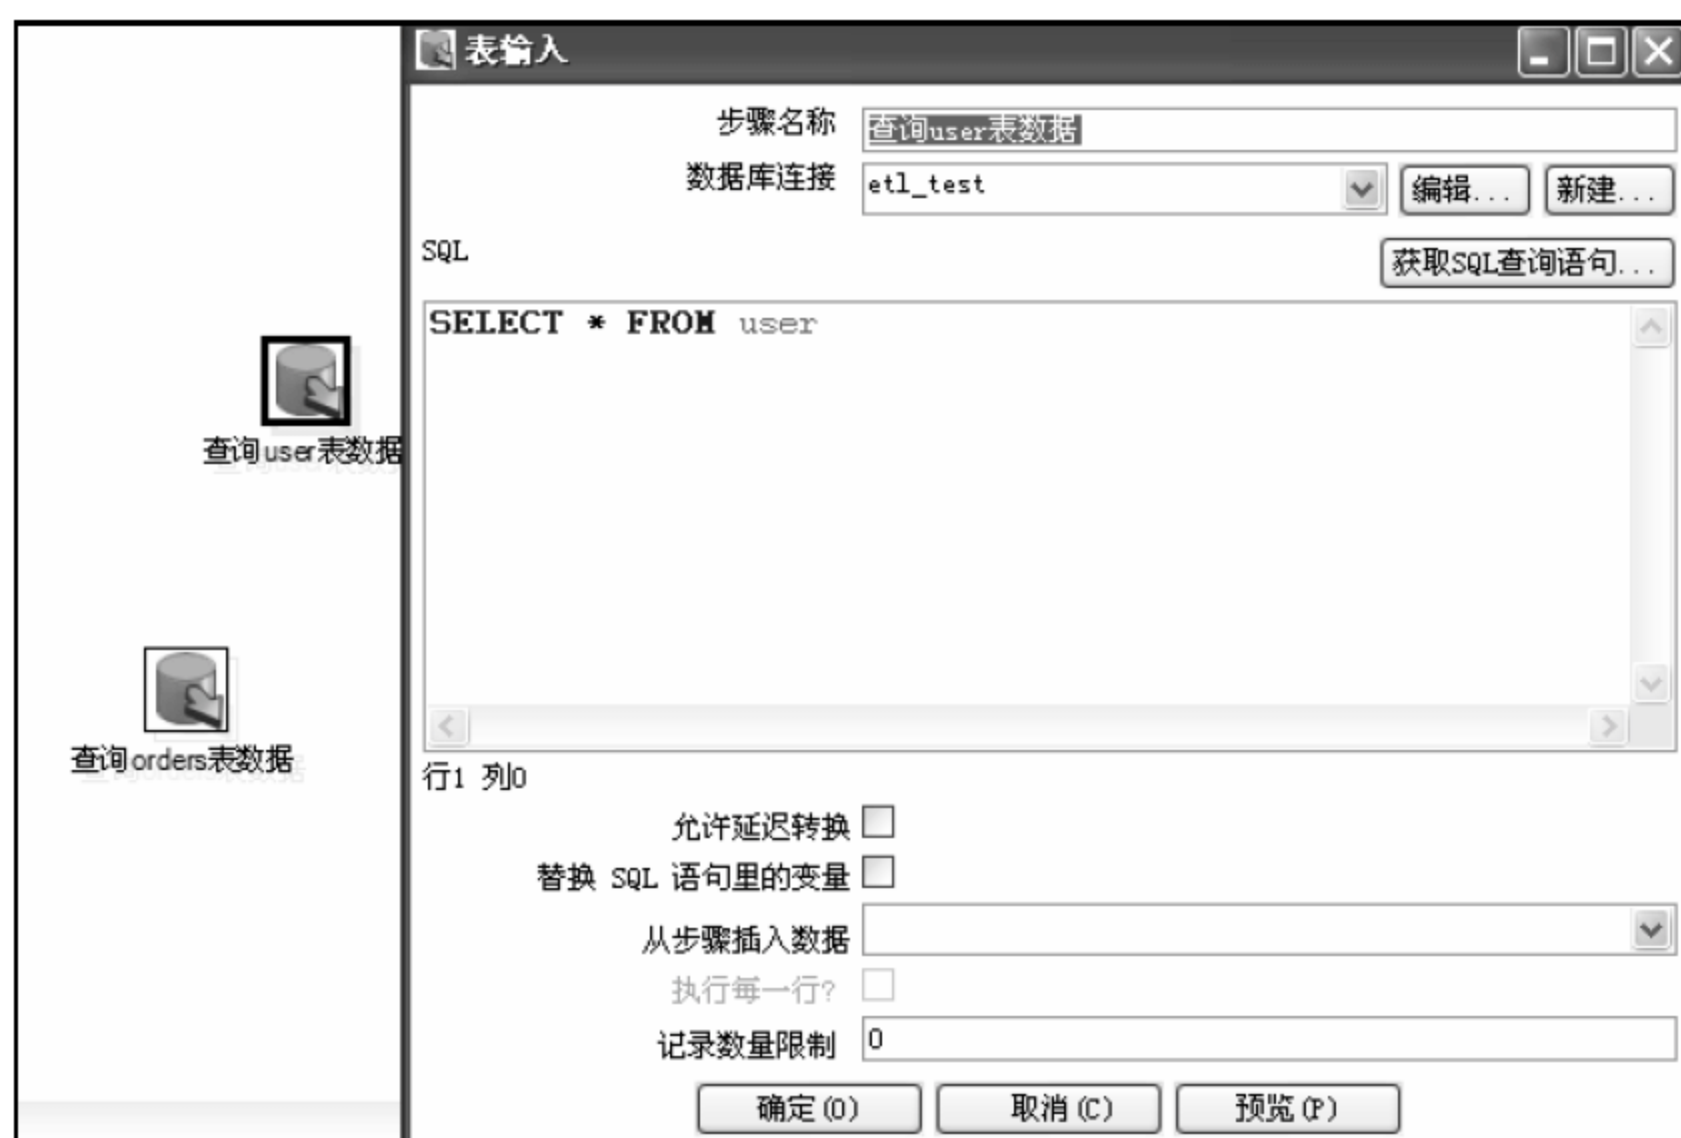 表输入
步骤名称 查询user表数据
数据库连接 etl_test 编辑... 新建...
SQL 获取SQL查询语句...
SELECT * FROM user
查询user表数据
查询orders表数据
行1 列0
允许延迟转换
替换 SQL 语句里的变量
从步骤插入数据
执行每一行?
记录数量限制 0
确定(O) 取消(C) 预览(P)